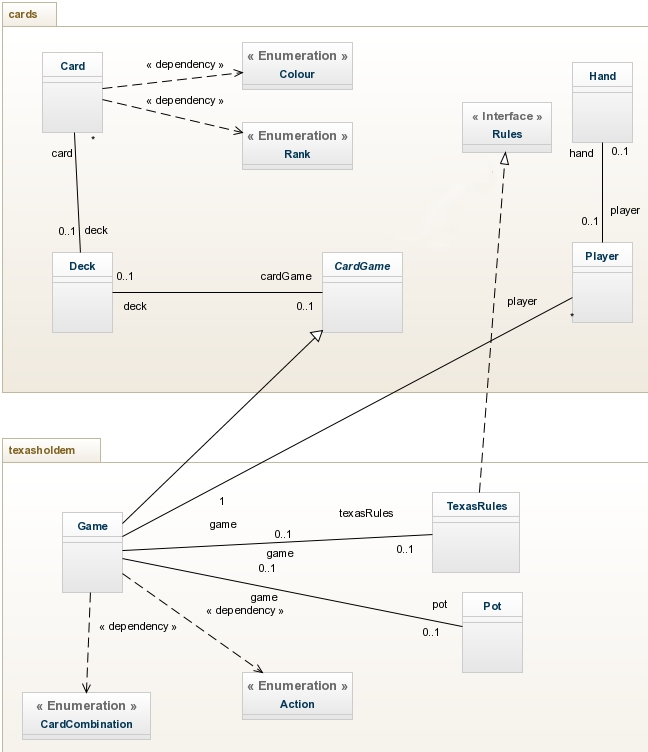 cards
Card
« dependency »
« Enumeration »
Colour
« dependency »
« Enumeration »
Rank
« Interface »
Rules
Hand
*
card
hand
0..1
player
0..1
0..1
deck
Deck
0..1
cardGame
CardGame
deck
0..1
Player
player
*
texasholdem
1
Game
game
0..1
texasRules
TexasRules
game
0..1
0..1
game
pot
Pot
0..1
« dependency »
« dependency »
« Enumeration »
CardCombination
« Enumeration »
Action